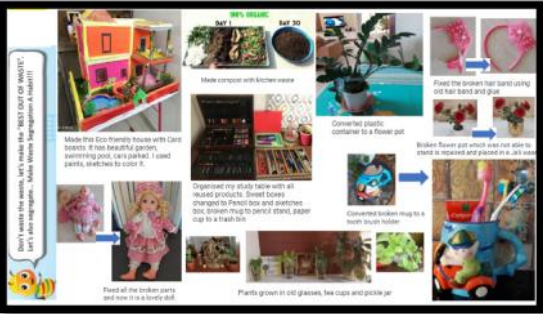 Don't waste the waste, let's make the "BEST OUT OF WASTE".
Let's also segregate... Make Waste Segregation A Habit!!!
100% ORGANIC
DAY 1
DAY 30
Made compost with kitchen waste
Made this Eco friendly house with Card
boards. It has beautiful garden,
swimming pool, cars parked. I used
paints, sketches to color it.
Organised my study table with all
reused products. Sweet boxes
changed to Pencil box and sketches
box, broken mug to pencil stand, paper
cup to a trash bin
Converted plastic
container to a flower pot
Fixed the broken hair band using
old hair band and glue
Broken flower pot which was not able to
stand is repaired and placed in a Jali
Converted broken mug to a
tooth brush holder
Fixed all the broken parts
and now it is a lovely doll.
Plants grown in old glasses, tea cups and pickle jar